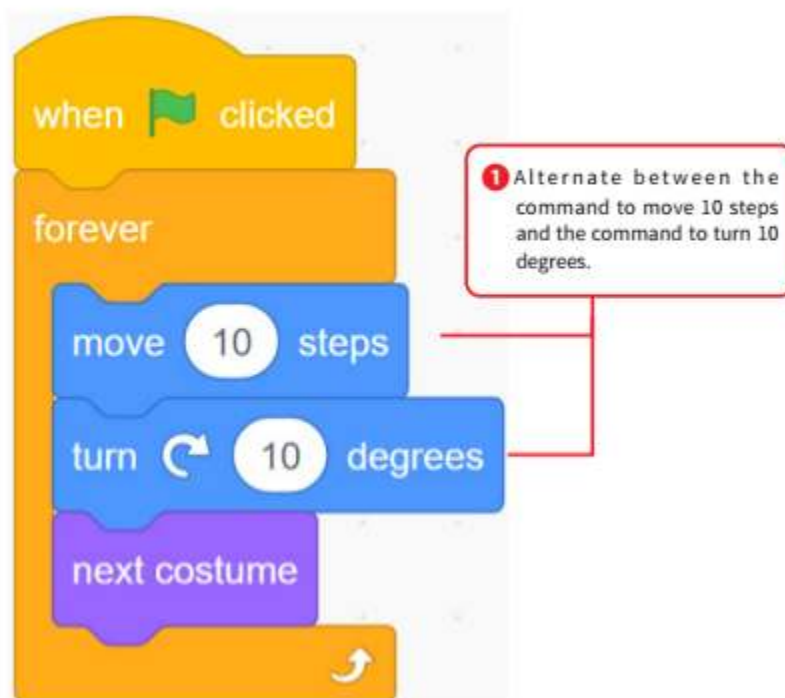 when clicked
forever
move 10 steps
turn 10 degrees
next costume
1 Alternate between the
command to move 10 steps
and the command to turn 10
degrees.